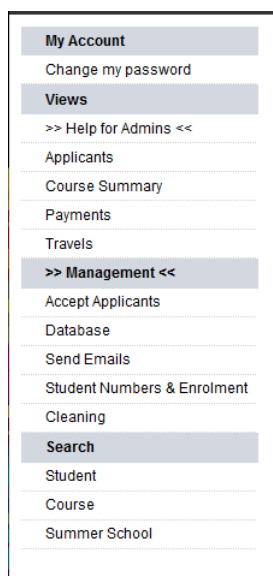 My Account
Change my password
Views
>> Help for Admins <<
Applicants
Course Summary
Payments
Travels
>> Management <<
Accept Applicants
Database
Send Emails
Student Numbers & Enrolment
Cleaning
Search
Student
Course
Summer School